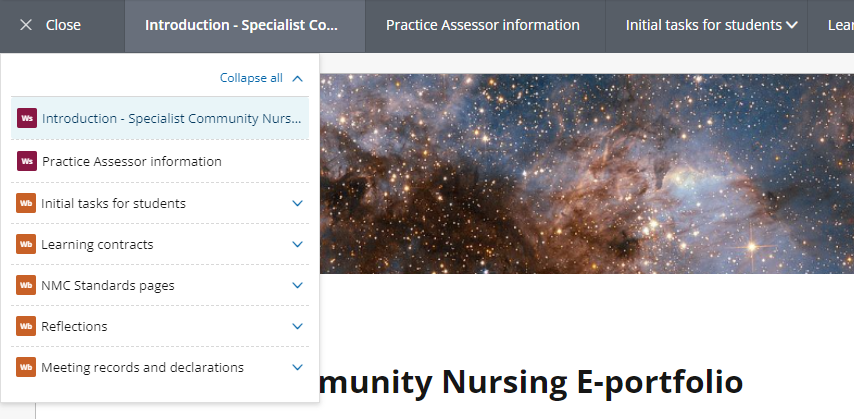 Close
Introduction - Specialist Co...
Practice Assessor information
Initial tasks for students
Lear
Collapse all
Ws Introduction - Specialist Community Nurs...
Ws Practice Assessor information
Wb Initial tasks for students
Wb Learning contracts
Wb NMC Standards pages
Wb Reflections
Wb Meeting records and declarations
munity Nursing E-portfolio